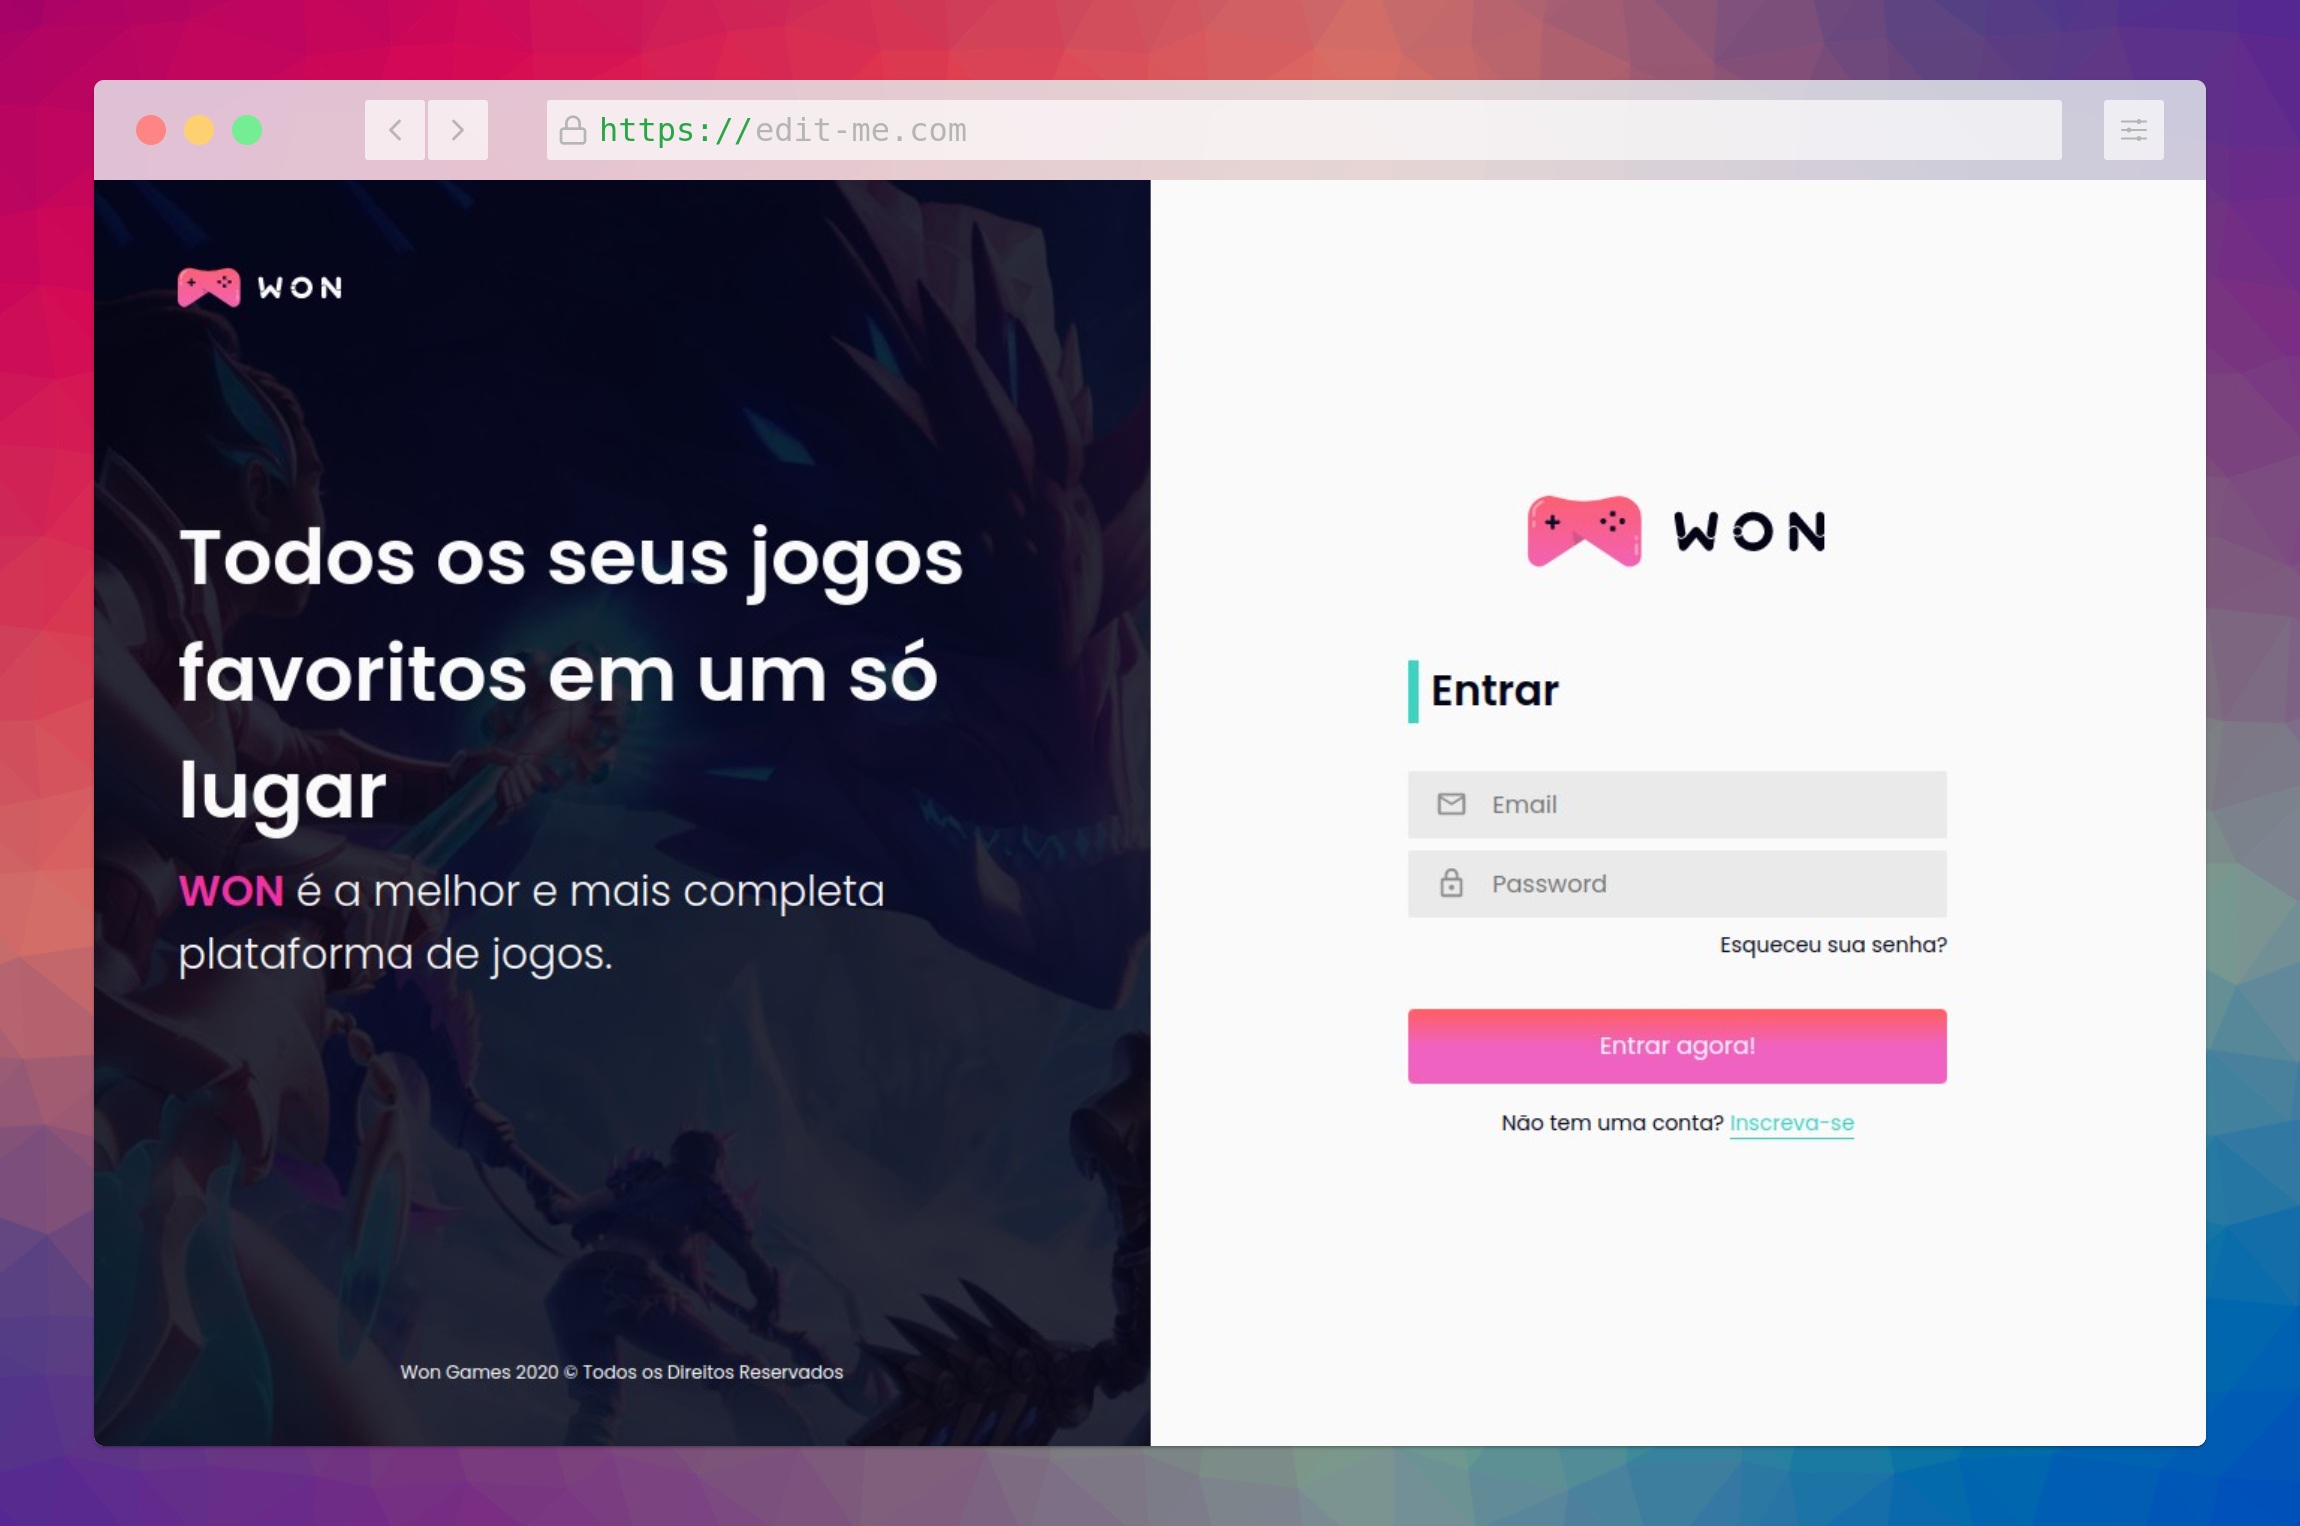 https://edit-me.com
WON
Todos os seus jogos
favoritos em um só
lugar
WON é a melhor e mais completa
plataforma de jogos.
Won Games 2020 © Todos os Direitos Reservados
WON
Entrar
Email
Password
Esqueceu sua senha?
Entrar agora!
Não tem uma conta? Inscreva-se